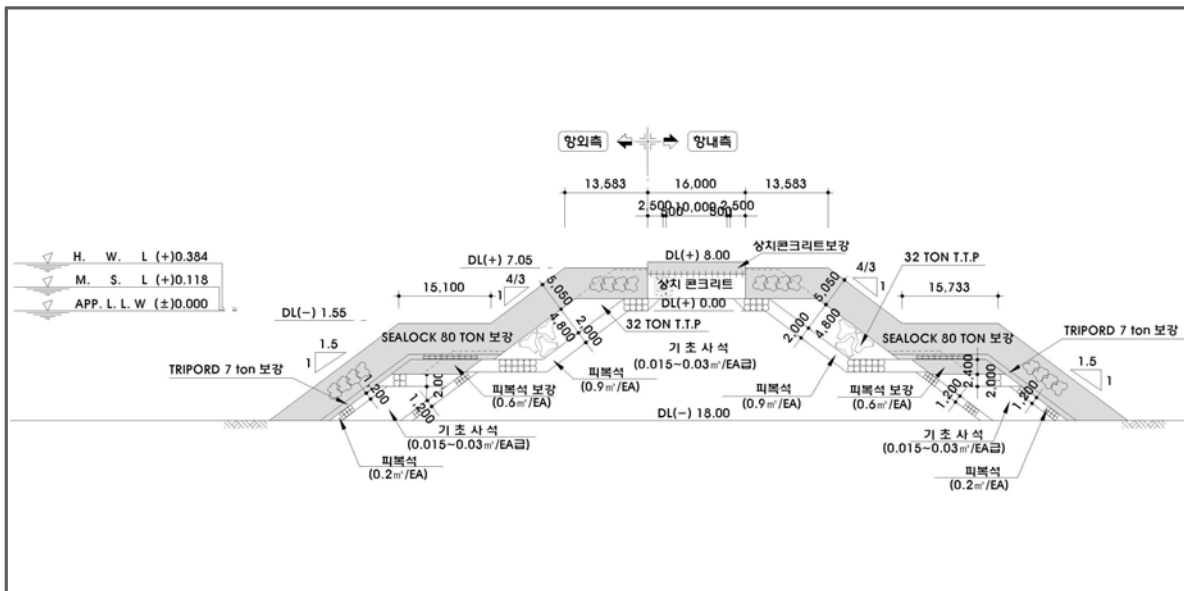 항외측
항내측
13,583
16,000
13,583
2,500
10,000
2,500
500
500
상치콘크리트보강
H. W. L (+)0.384
M. S. L (+)0.118
APP. L. L. W (±)0.000
DL(+) 7.05
DL(+) 8.00
32 TON T.T.P
4/3
1
상치 콘크리트
4/3
1
5,050
5,050
15,100
15,733
DL(+) 0.00
DL(-) 1.55
4,800
2,000
32 TON T.T.P
2,000
4,800
SEALOCK 80 TON 보강
SEALOCK 80 TON 보강
TRIPORD 7 ton 보강
1.5
1
기 초 사 석
(0.015~0.03㎥/EA급)
1.5
1
TRIPORD 7 ton 보강
피복석
(0.9㎥/EA)
피복석 보강
(0.6㎥/EA)
피복석
(0.9㎥/EA)
피복석 보강
(0.6㎥/EA)
1,200
1,200
2,00
2,400
2,000
1,200
1,200
DL(-) 18.00
기 초 사 석
(0.015~0.03㎥/EA급)
기 초 사 석
(0.015~0.03㎥/EA급)
피복석
(0.2㎥/EA)
피복석
(0.2㎥/EA)